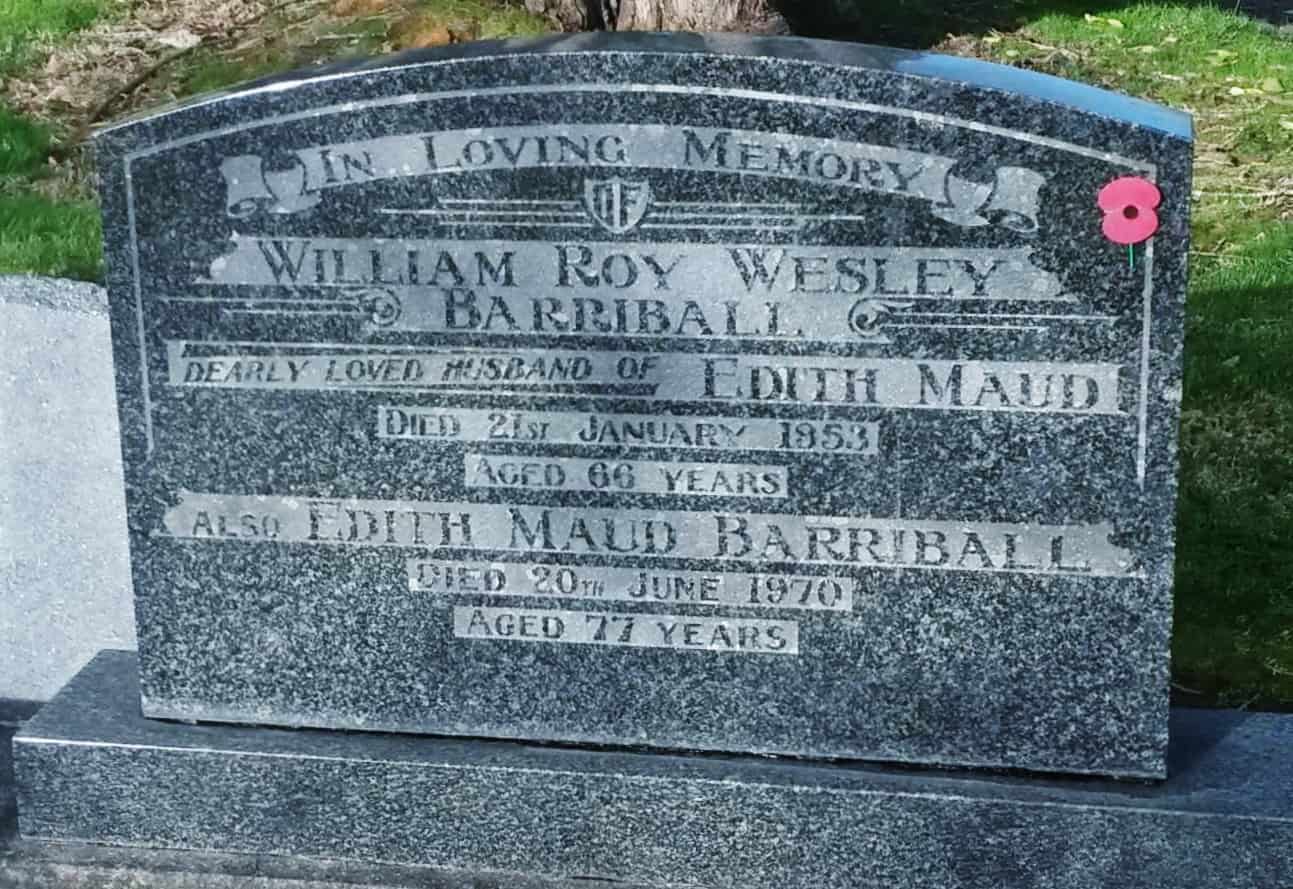 IN LOVING MEMORY
WILLIAM ROY WESLEY
BARRIBALL
DEARLY LOVED HUSBAND OF EDITH MAUD
DIED 21ST JANUARY 1953
AGED 66 YEARS
ALSO EDITH MAUD BARRIBALL
DIED 20TH JUNE 1970
AGED 77 YEARS